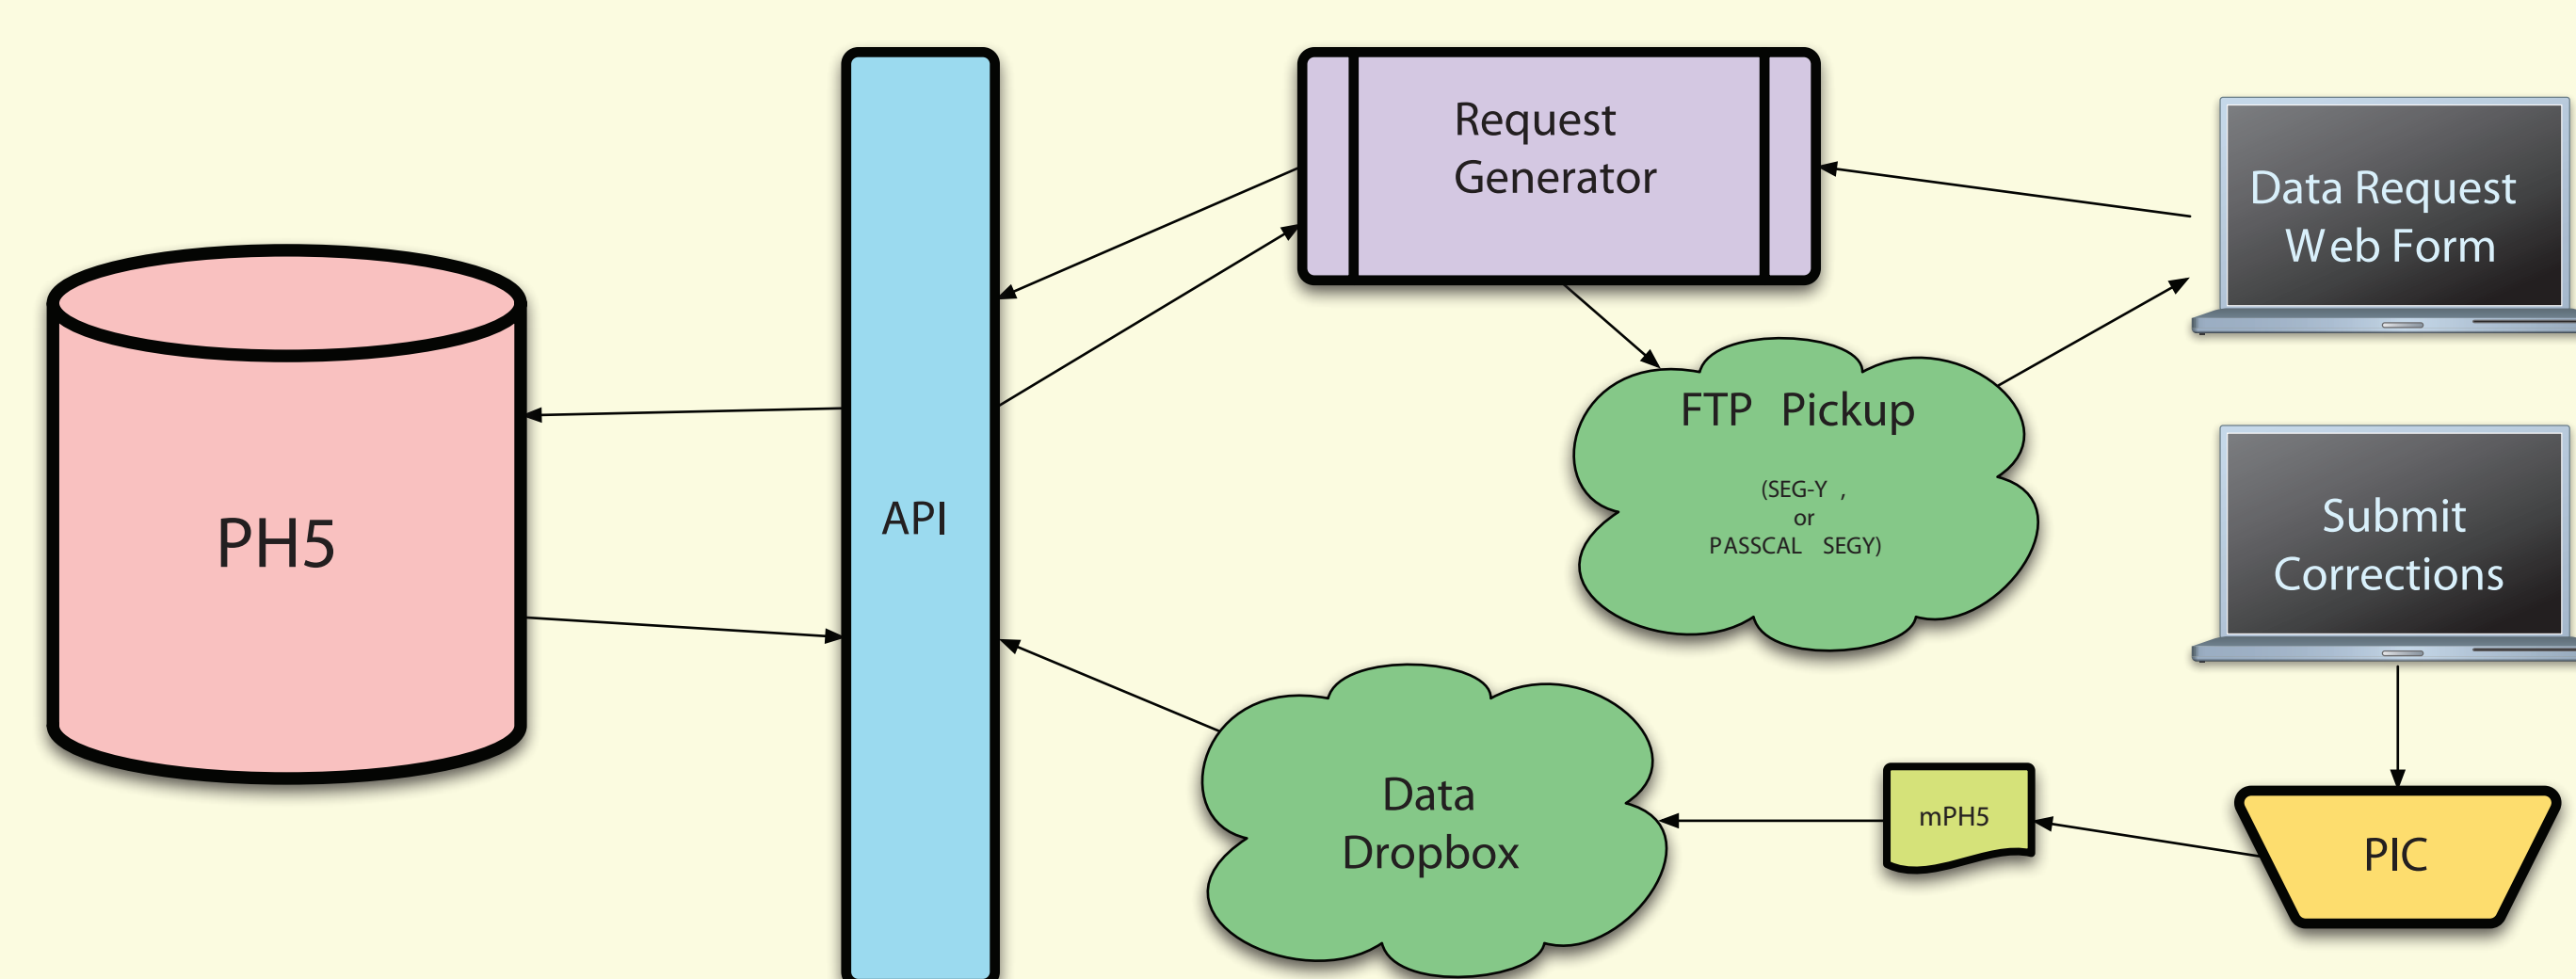 PH5
API
Request
Generator
Data Request
Web Form
FTP Pickup
(SEG-Y ,
or
PASSCAL SEGY)
Submit
Corrections
Data
Dropbox
mPH5
PIC